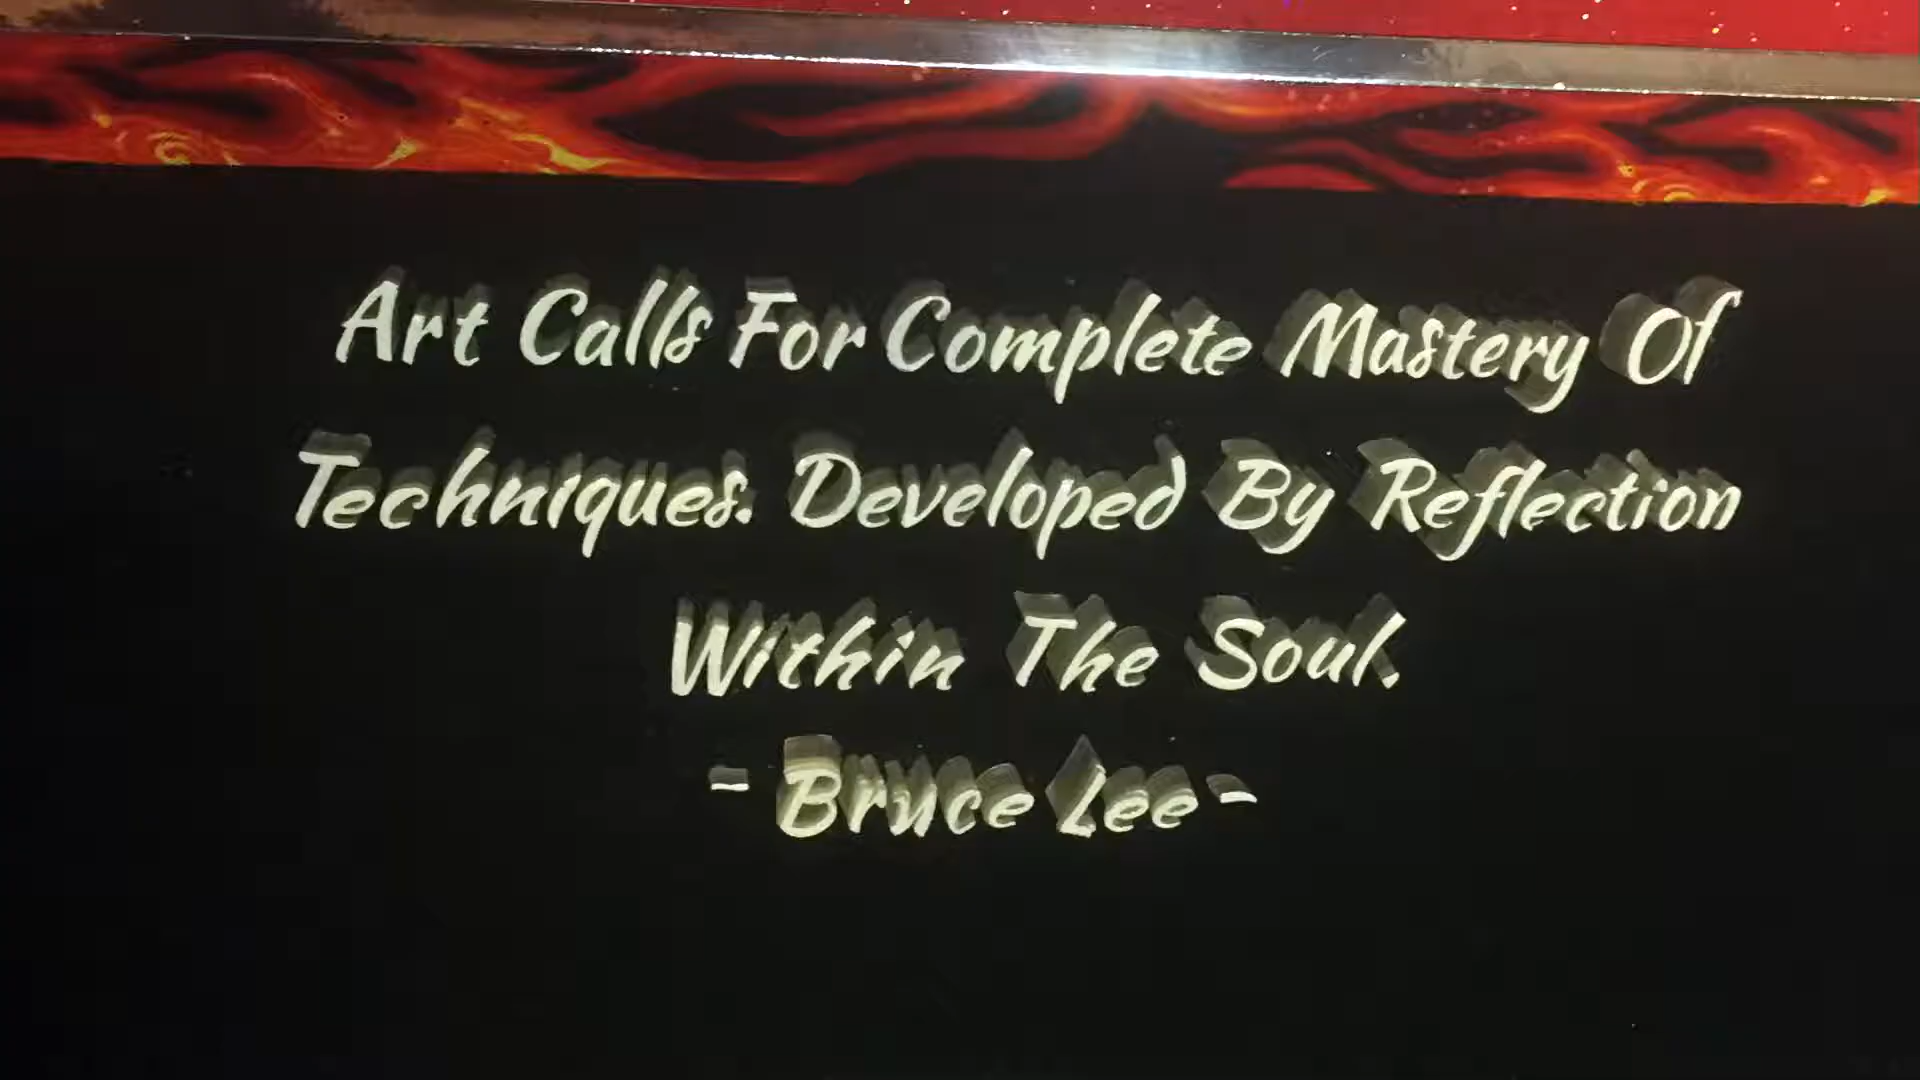 Art Calls For Complete Mastery Of
Techniques. Developed By Reflection
Within The Soul.
- Bruce Lee -